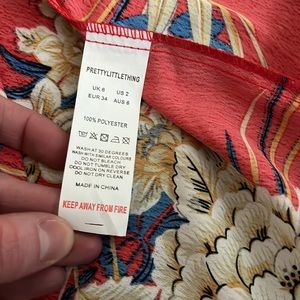 PRETTYLITTLETHING
UK 6 US 2
EUR 34 AUS 6
100% POLYESTER
WASH AT 30 DEGREES
WASH WITH SIMILAR COLOURS
DO NOT BLEACH
DO NOT TUMBLE DRY
COOL IRON ON REVERSE
DO NOT DRY CLEAN
MADE IN CHINA
KEEP AWAY FROM FIRE